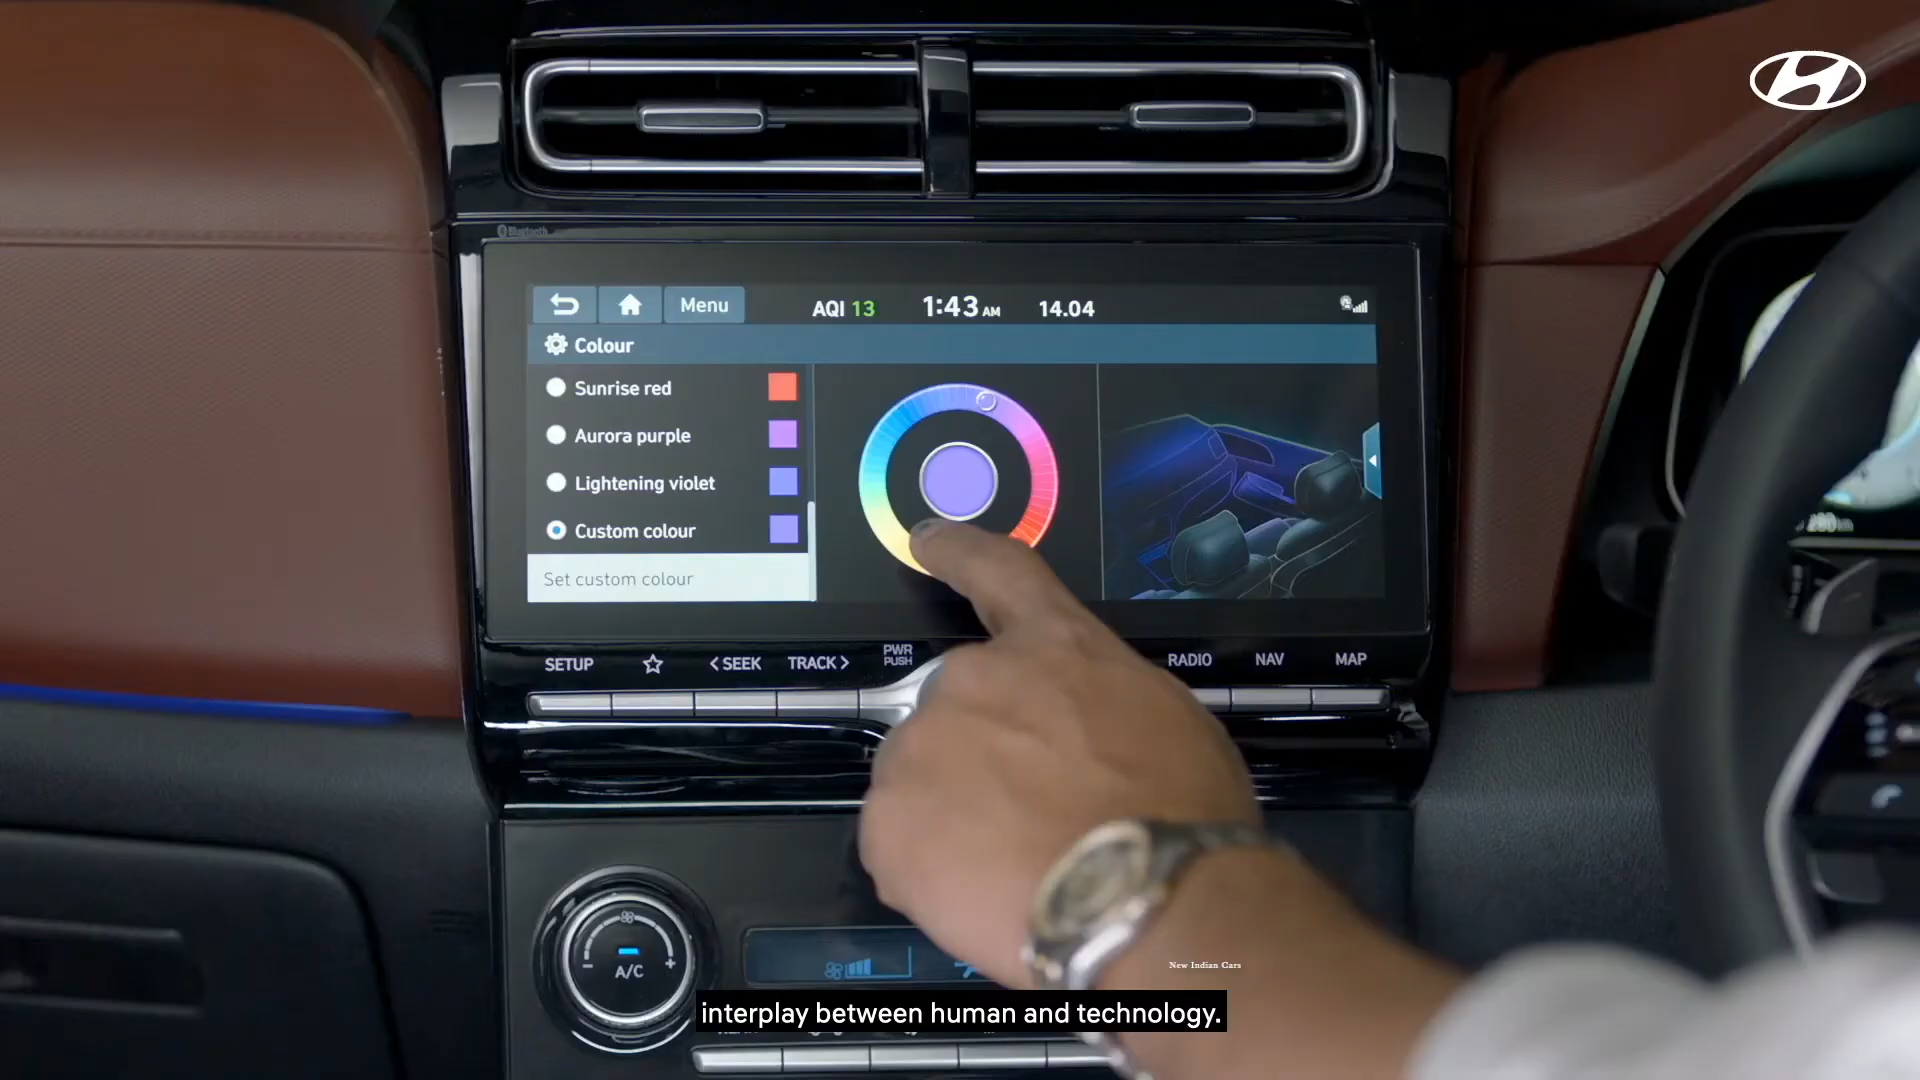 Bluetooth
Menu
AQI 13
1:43 AM
14.04
Colour
Sunrise red
Aurora purple
Lightening violet
Custom colour
Set custom colour
SETUP
SEEK
TRACK
PWR
PUSH
RADIO
NAV
MAP
A/C
New Indian Cars
interplay between human and technology.